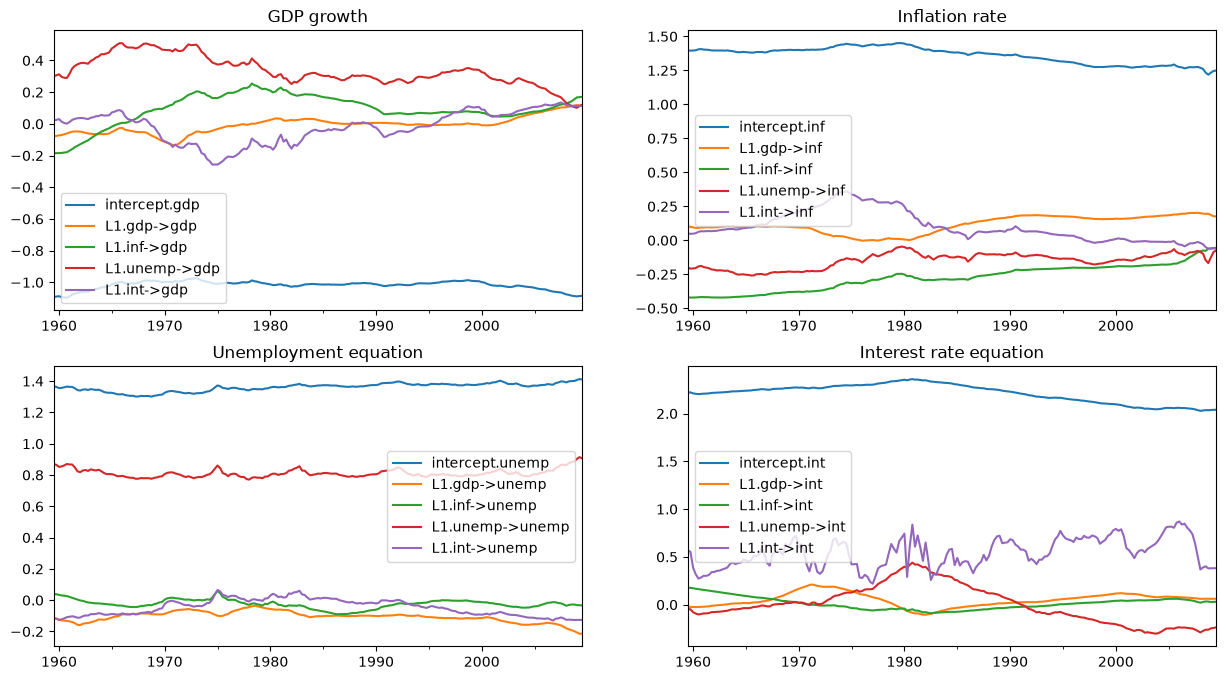 GDP growth
0.4
0.2
0.0
−0.2
−0.4
−0.6
−0.8
−1.0
intercept.gdp
L1.gdp->gdp
L1.inf->gdp
L1.unemp->gdp
L1.int->gdp
1960 1970 1980 1990 2000
Inflation rate
1.50
1.25
1.00
0.75
0.50
0.25
0.00
−0.25
−0.50
intercept.inf
L1.gdp->inf
L1.inf->inf
L1.unemp->inf
L1.int->inf
1960 1970 1980 1990 2000
Unemployment equation
1.4
1.2
1.0
0.8
0.6
0.4
0.2
0.0
−0.2
intercept.unemp
L1.gdp->unemp
L1.inf->unemp
L1.unemp->unemp
L1.int->unemp
1960 1970 1980 1990 2000
Interest rate equation
2.0
1.5
1.0
0.5
0.0
intercept.int
L1.gdp->int
L1.inf->int
L1.unemp->int
L1.int->int
1960 1970 1980 1990 2000